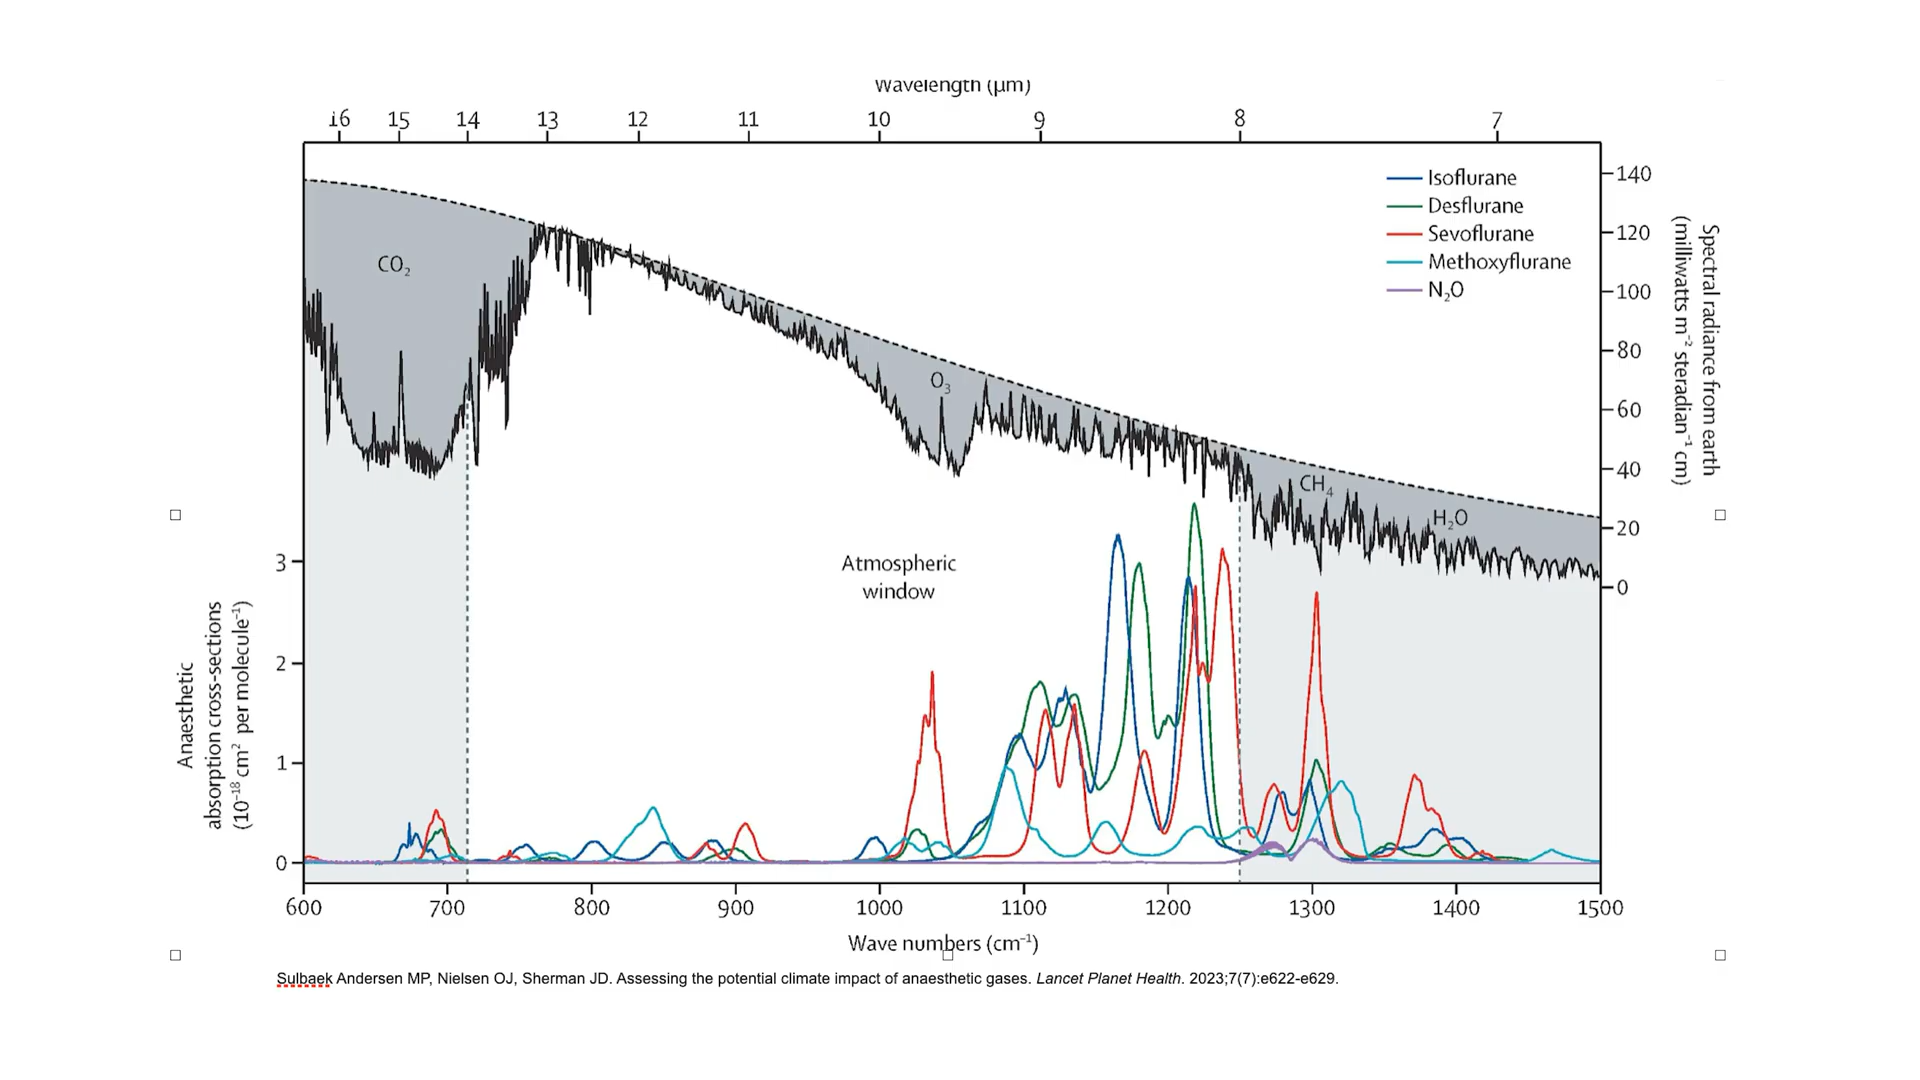 Wavelength (µm)
16 15 14 13 12 11 10 9 8 7
Isoflurane
Desflurane
Sevoflurane
Methoxyflurane
N₂O
CO₂
O₃
CH₄
H₂O
140
120
100
80
60
40
20
0
Spectral radiance from earth
(milliwatts m⁻² steradian⁻¹ cm)
Atmospheric
window
3
2
1
0
Anaesthetic
absorption cross-sections
(10⁻¹⁸ cm² per molecule⁻¹)
600 700 800 900 1000 1100 1200 1300 1400 1500
Wave numbers (cm⁻¹)
Sulbaek Andersen MP, Nielsen OJ, Sherman JD. Assessing the potential climate impact of anaesthetic gases. Lancet Planet Health. 2023;7(7):e622-e629.